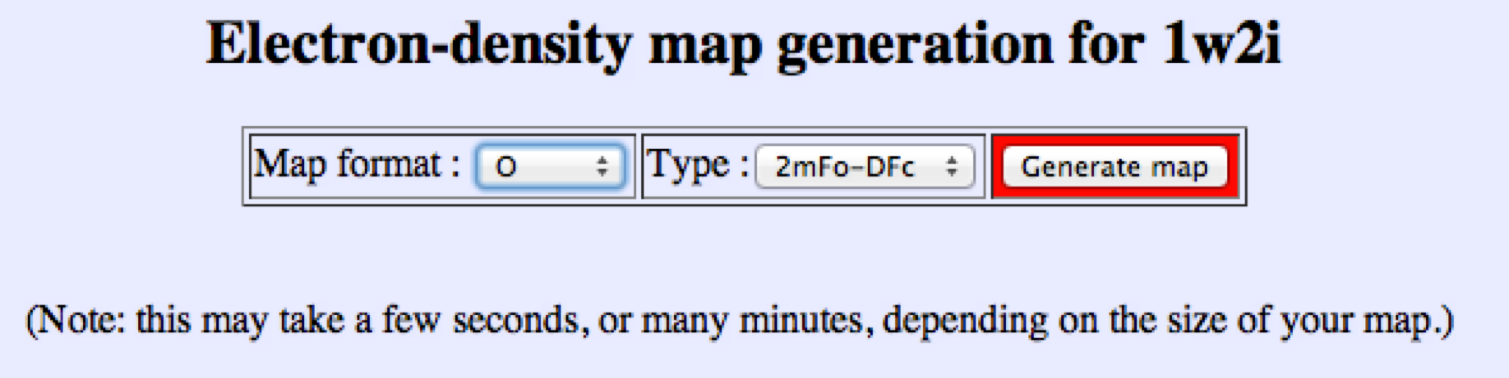 Electron-density map generation for 1w2i
Map format : O Type : 2mFo-DFc Generate map
(Note: this may take a few seconds, or many minutes, depending on the size of your map.)